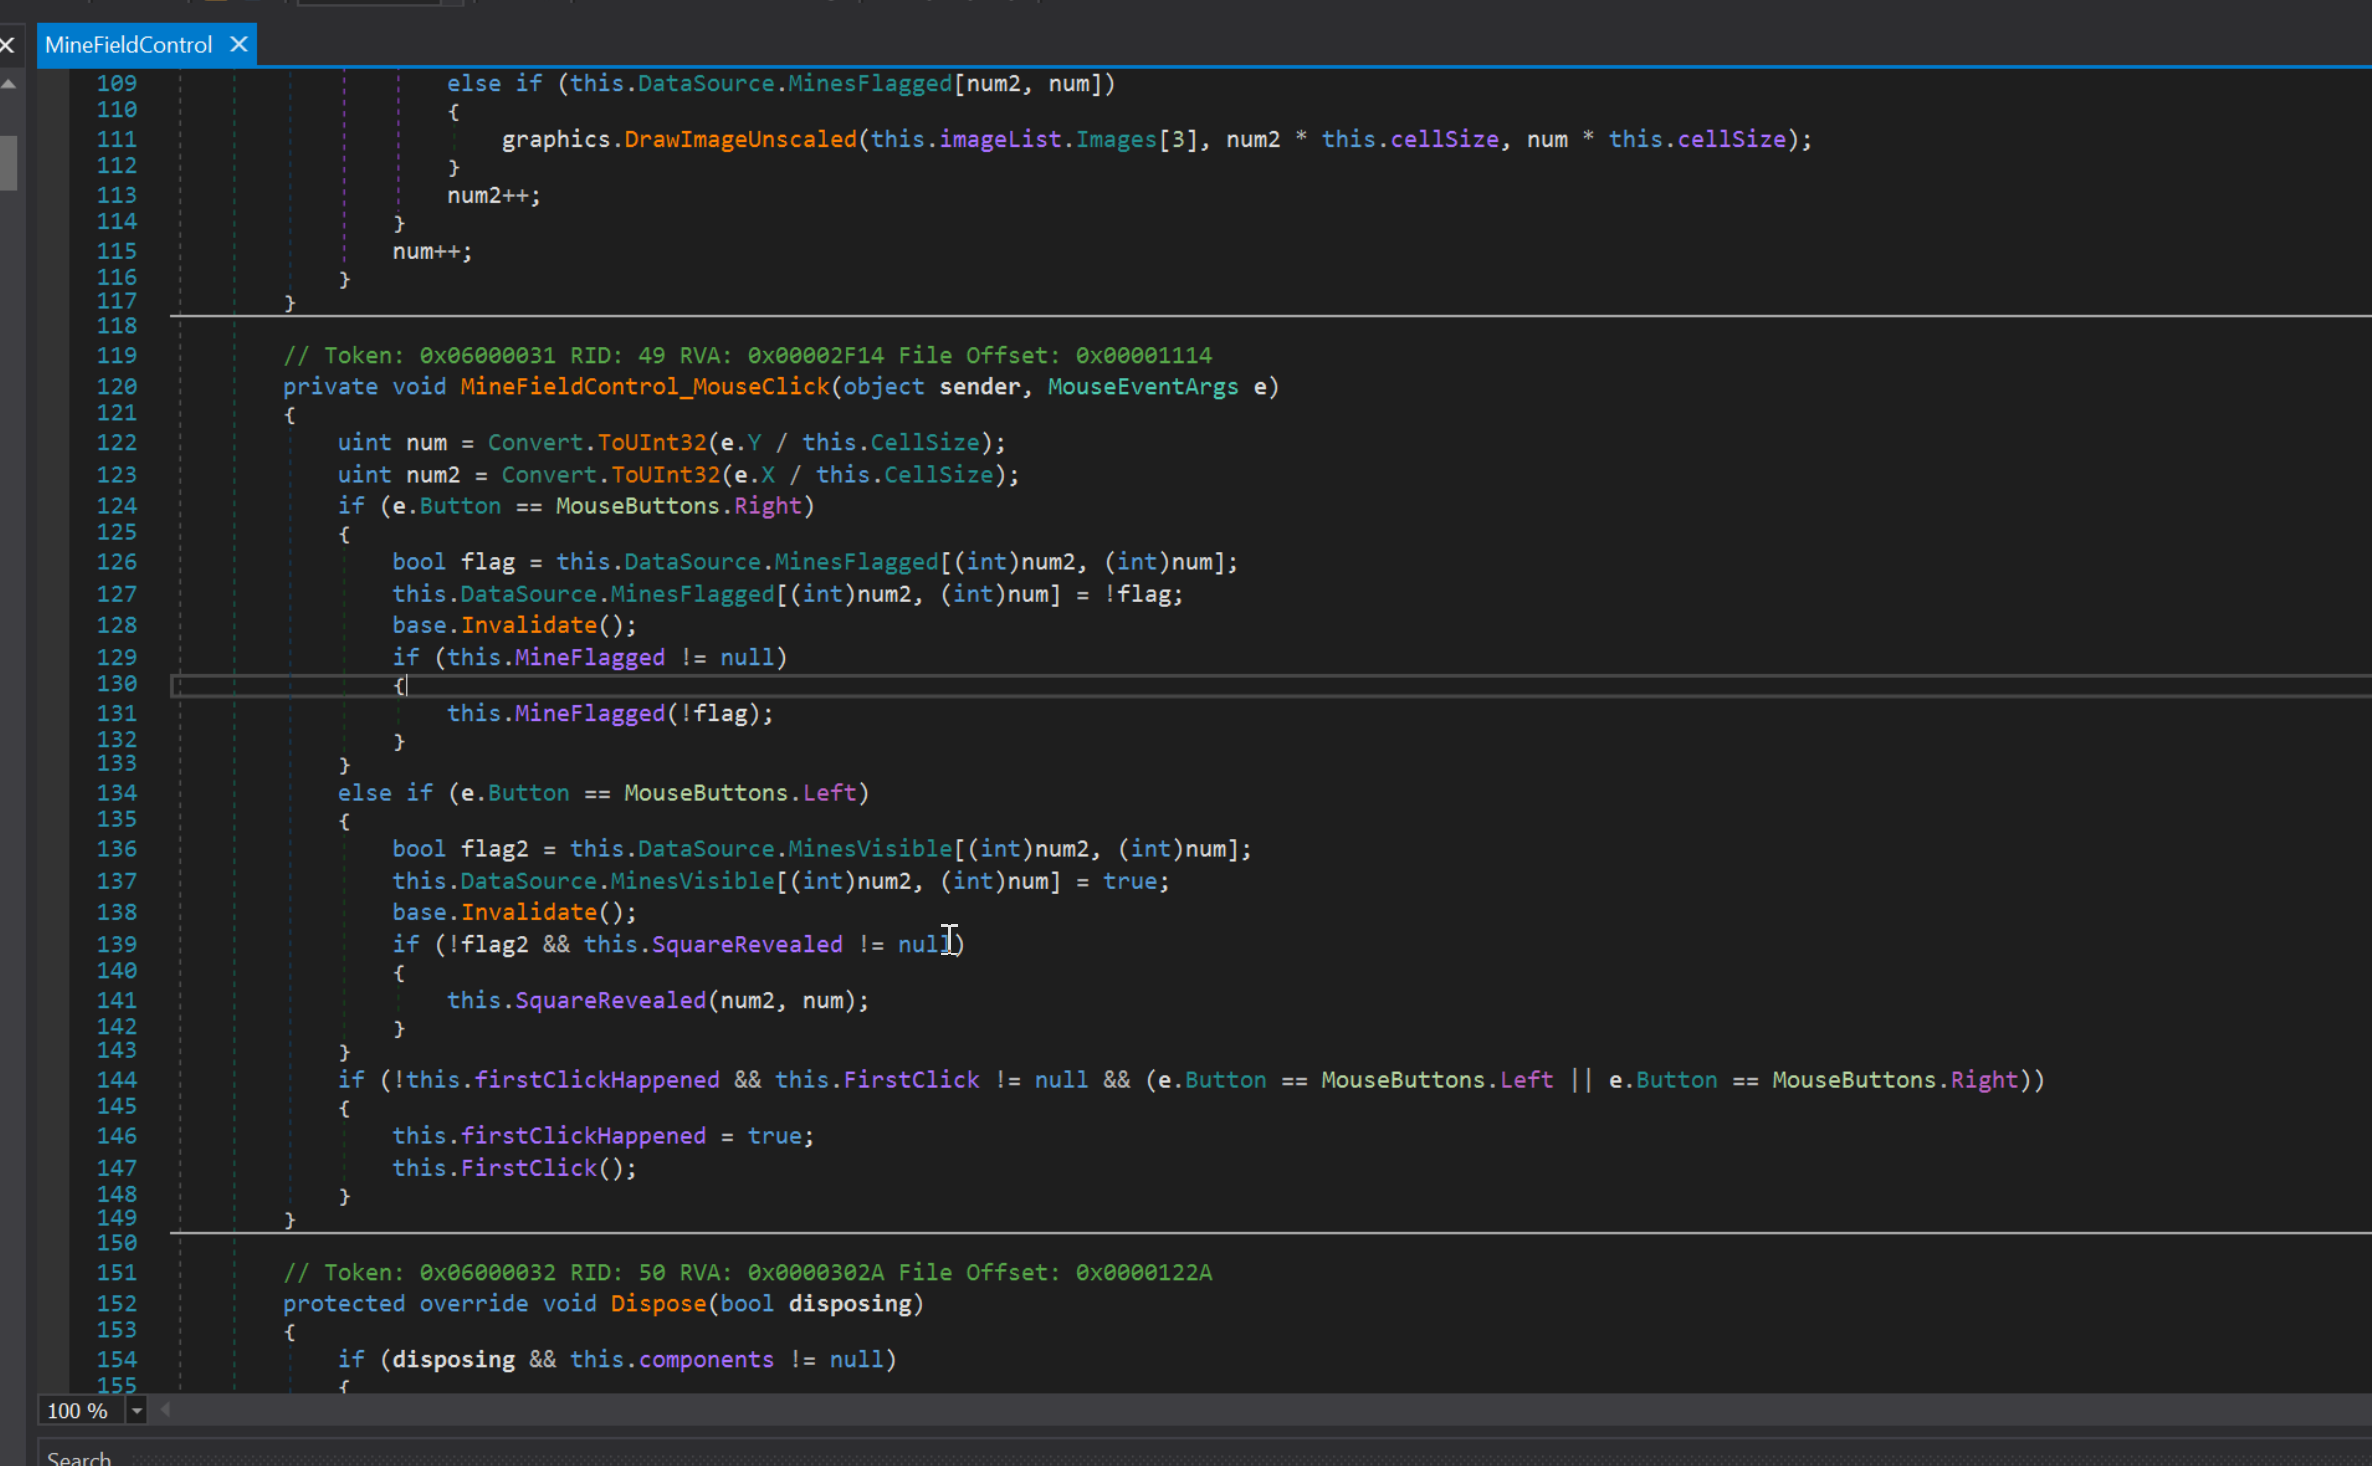 MineFieldControl
109 else if (this.DataSource.MinesFlagged[num2, num])
110 {
111 graphics.DrawImageUnscaled(this.imageList.Images[3], num2 * this.cellSize, num * this.cellSize);
112 }
113 num2++;
114 }
115 num++;
116 }
117 }
118
119 // Token: 0x06000031 RID: 49 RVA: 0x00002F14 File Offset: 0x00001114
120 private void MineFieldControl_MouseClick(object sender, MouseEventArgs e)
121 {
122 uint num = Convert.ToUInt32(e.Y / this.CellSize);
123 uint num2 = Convert.ToUInt32(e.X / this.CellSize);
124 if (e.Button == MouseButtons.Right)
125 {
126 bool flag = this.DataSource.MinesFlagged[(int)num2, (int)num];
127 this.DataSource.MinesFlagged[(int)num2, (int)num] = !flag;
128 base.Invalidate();
129 if (this.MineFlagged != null)
130 {
131 this.MineFlagged(!flag);
132 }
133 }
134 else if (e.Button == MouseButtons.Left)
135 {
136 bool flag2 = this.DataSource.MinesVisible[(int)num2, (int)num];
137 this.DataSource.MinesVisible[(int)num2, (int)num] = true;
138 base.Invalidate();
139 if (!flag2 && this.SquareRevealed != null)
140 {
141 this.SquareRevealed(num2, num);
142 }
143 }
144 if (!this.firstClickHappened && this.FirstClick != null && (e.Button == MouseButtons.Left || e.Button == MouseButtons.Right))
145 {
146 this.firstClickHappened = true;
147 this.FirstClick();
148 }
149 }
150
151 // Token: 0x06000032 RID: 50 RVA: 0x0000302A File Offset: 0x0000122A
152 protected override void Dispose(bool disposing)
153 {
154 if (disposing && this.components != null)
155 {
100 %
Search